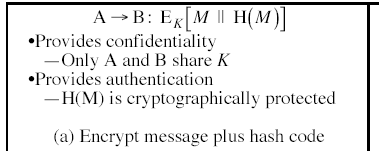 A → B: E_K[M || H(M)]
•Provides confidentiality
—Only A and B share K
•Provides authentication
—H(M) is cryptographically protected
(a) Encrypt message plus hash code